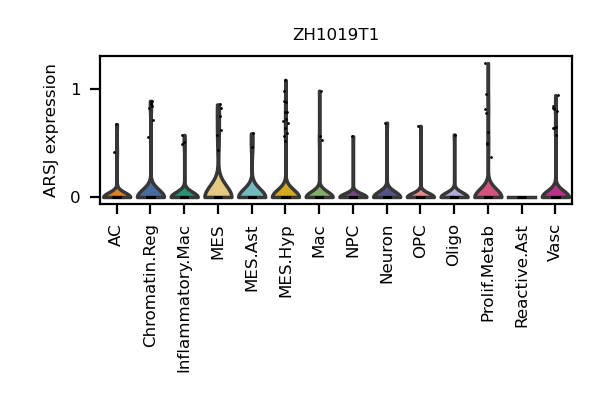 ZH1019T1
ARSJ expression
1
0
AC
Chromatin.Reg
Inflammatory.Mac
MES
MES.Ast
MES.Hyp
Mac
NPC
Neuron
OPC
Oligo
Prolif.Metab
Reactive.Ast
Vasc